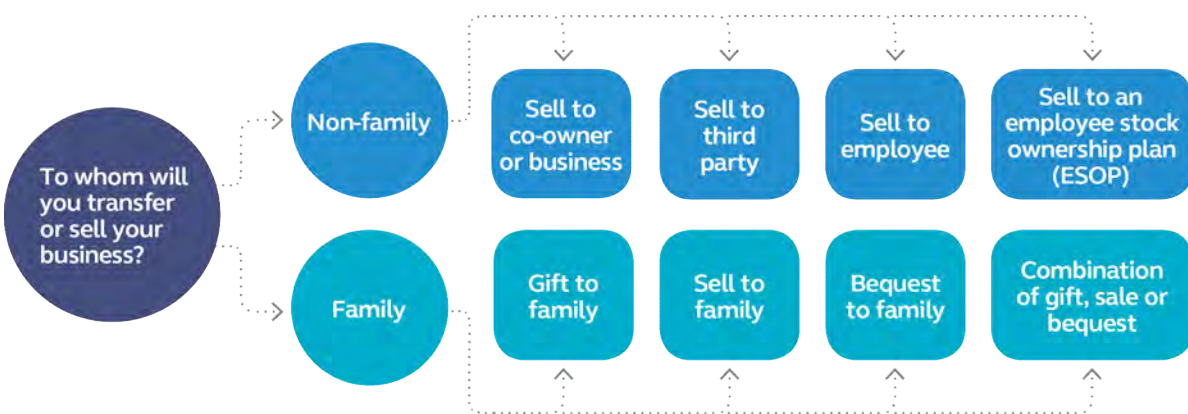 To whom will
you transfer
or sell your
business?
Non-family
Sell to
co-owner
or business
Sell to
third
party
Sell to
employee
Sell to an
employee stock
ownership plan
(ESOP)
Family
Gift to
family
Sell to
family
Bequest
to family
Combination
of gift, sale or
bequest